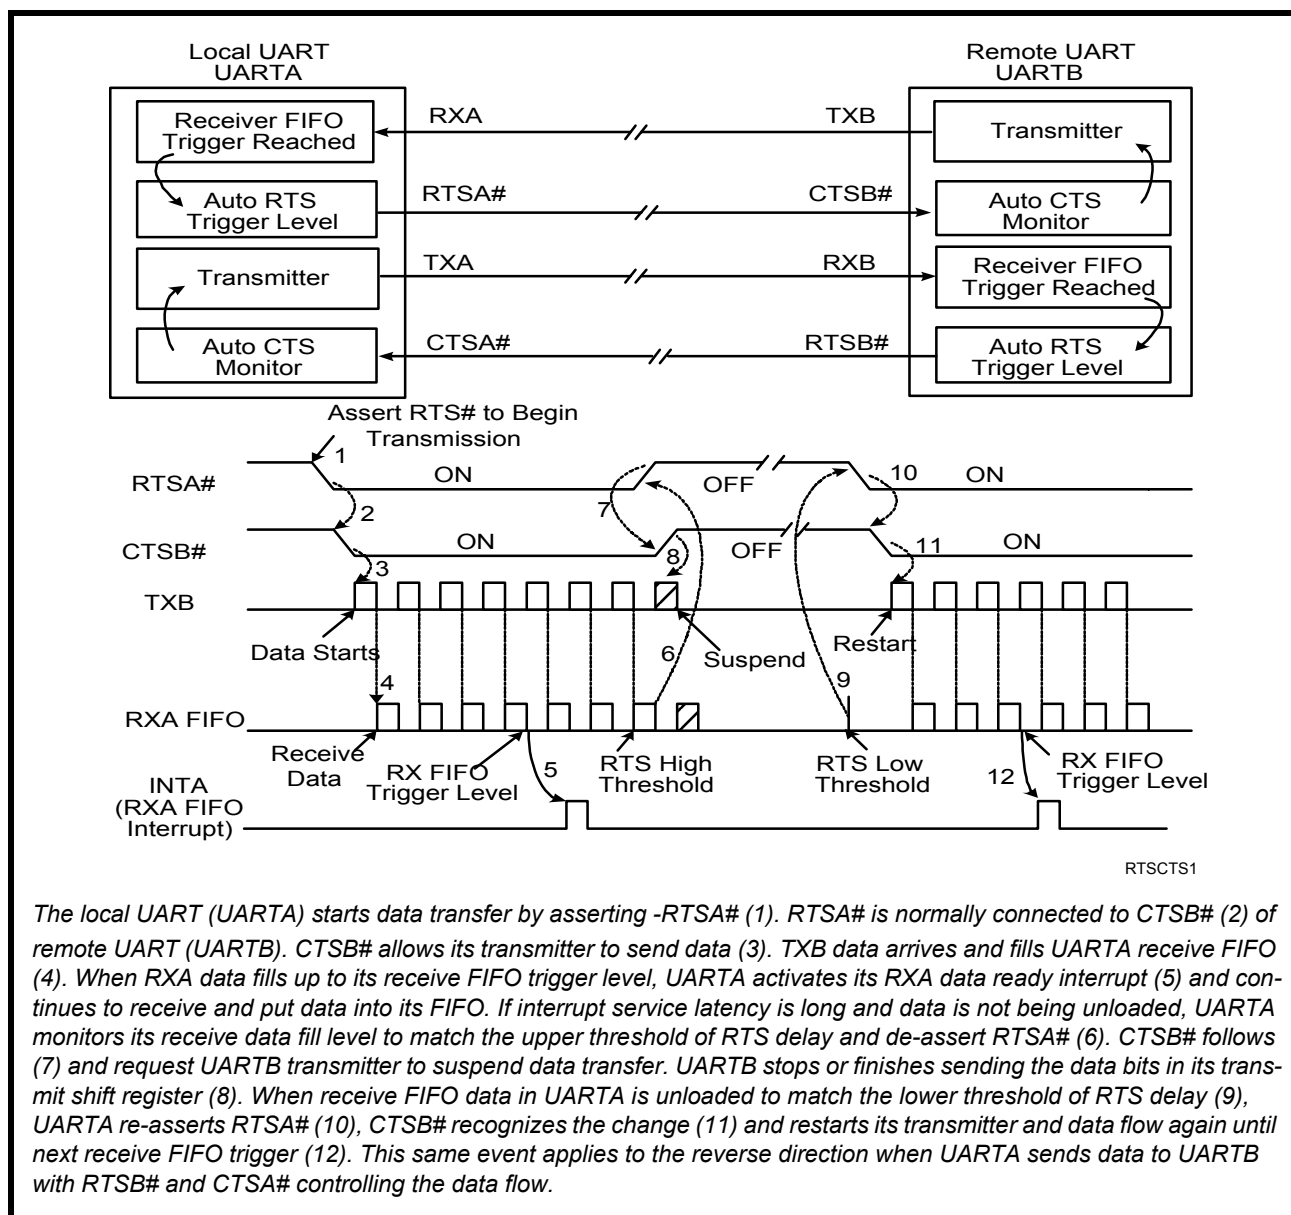 Local UART
UARTA
Remote UART
UARTB
Receiver FIFO
Trigger Reached
RXA
TXB
Transmitter
Auto RTS
Trigger Level
RTSA#
CTSB#
Auto CTS
Monitor
Transmitter
TXA
RXB
Receiver FIFO
Trigger Reached
Auto CTS
Monitor
CTSA#
RTSB#
Auto RTS
Trigger Level
Assert RTS# to Begin
Transmission
RTSA#
1
ON
7
OFF
10
ON
2
CTSB#
ON
8
OFF
11
ON
3
TXB
Data Starts
6
Suspend
Restart
4
9
RXA FIFO
Receive
Data
RX FIFO
Trigger Level
5
RTS High
Threshold
RTS Low
Threshold
12
RX FIFO
Trigger Level
INTA
(RXA FIFO
Interrupt)
RTSCTS1
The local UART (UARTA) starts data transfer by asserting -RTSA# (1). RTSA# is normally connected to CTSB# (2) of
remote UART (UARTB). CTSB# allows its transmitter to send data (3). TXB data arrives and fills UARTA receive FIFO
(4). When RXA data fills up to its receive FIFO trigger level, UARTA activates its RXA data ready interrupt (5) and con-
tinues to receive and put data into its FIFO. If interrupt service latency is long and data is not being unloaded, UARTA
monitors its receive data fill level to match the upper threshold of RTS delay and de-assert RTSA# (6). CTSB# follows
(7) and request UARTB transmitter to suspend data transfer. UARTB stops or finishes sending the data bits in its trans-
mit shift register (8). When receive FIFO data in UARTA is unloaded to match the lower threshold of RTS delay (9),
UARTA re-asserts RTSA# (10), CTSB# recognizes the change (11) and restarts its transmitter and data flow again until
next receive FIFO trigger (12). This same event applies to the reverse direction when UARTA sends data to UARTB
with RTSB# and CTSA# controlling the data flow.